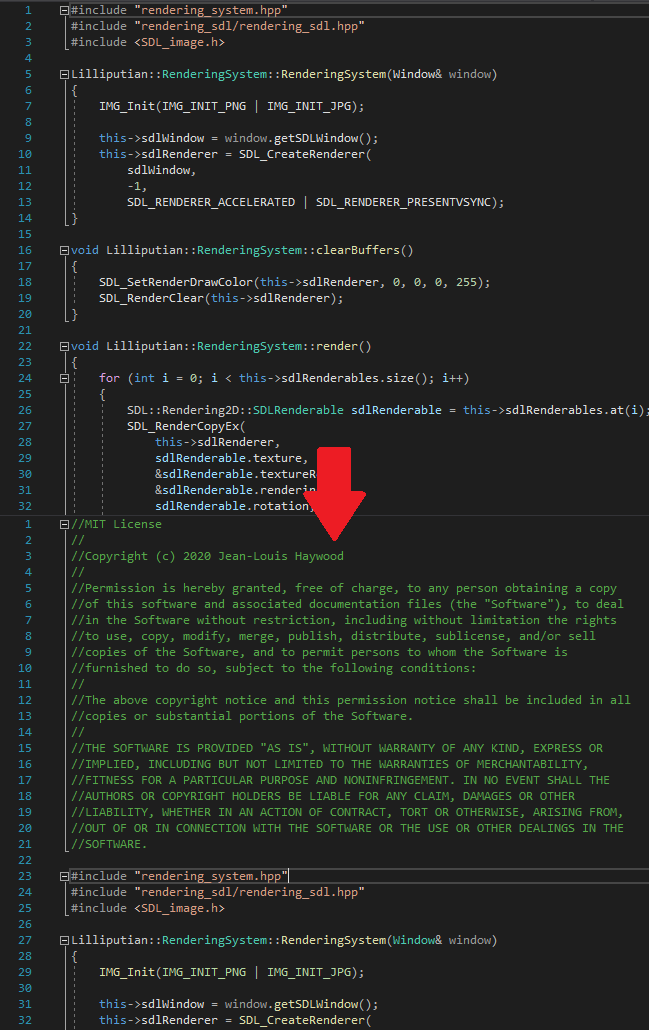 1 #include "rendering_system.hpp"
2 #include "rendering_sdl/rendering_sdl.hpp"
3 #include <SDL_image.h>
4
5 Lilliputian::RenderingSystem::RenderingSystem(Window& window)
6 {
7 IMG_Init(IMG_INIT_PNG | IMG_INIT_JPG);
8
9 this->sdlWindow = window.getSDLWindow();
10 this->sdlRenderer = SDL_CreateRenderer(
11 sdlWindow,
12 -1,
13 SDL_RENDERER_ACCELERATED | SDL_RENDERER_PRESENTVSYNC);
14 }
15
16 void Lilliputian::RenderingSystem::clearBuffers()
17 {
18 SDL_SetRenderDrawColor(this->sdlRenderer, 0, 0, 0, 255);
19 SDL_RenderClear(this->sdlRenderer);
20 }
21
22 void Lilliputian::RenderingSystem::render()
23 {
24 for (int i = 0; i < this->sdlRenderables.size(); i++)
25 {
26 SDL::Rendering2D::SDLRenderable sdlRenderable = this->sdlRenderables.at(i);
27 SDL_RenderCopyEx(
28 this->sdlRenderer,
29 sdlRenderable.texture,
30 &sdlRenderable.textureR
31 &sdlRenderable.renderin
32 sdlRenderable.rotation,
1 //MIT License
2 //
3 //Copyright (c) 2020 Jean-Louis Haywood
4 //
5 //Permission is hereby granted, free of charge, to any person obtaining a copy
6 //of this software and associated documentation files (the "Software"), to deal
7 //in the Software without restriction, including without limitation the rights
8 //to use, copy, modify, merge, publish, distribute, sublicense, and/or sell
9 //copies of the Software, and to permit persons to whom the Software is
10 //furnished to do so, subject to the following conditions:
11 //
12 //The above copyright notice and this permission notice shall be included in all
13 //copies or substantial portions of the Software.
14 //
15 //THE SOFTWARE IS PROVIDED "AS IS", WITHOUT WARRANTY OF ANY KIND, EXPRESS OR
16 //IMPLIED, INCLUDING BUT NOT LIMITED TO THE WARRANTIES OF MERCHANTABILITY,
17 //FITNESS FOR A PARTICULAR PURPOSE AND NONINFRINGEMENT. IN NO EVENT SHALL THE
18 //AUTHORS OR COPYRIGHT HOLDERS BE LIABLE FOR ANY CLAIM, DAMAGES OR OTHER
19 //LIABILITY, WHETHER IN AN ACTION OF CONTRACT, TORT OR OTHERWISE, ARISING FROM,
20 //OUT OF OR IN CONNECTION WITH THE SOFTWARE OR THE USE OR OTHER DEALINGS IN THE
21 //SOFTWARE.
22
23 #include "rendering_system.hpp"
24 #include "rendering_sdl/rendering_sdl.hpp"
25 #include <SDL_image.h>
26
27 Lilliputian::RenderingSystem::RenderingSystem(Window& window)
28 {
29 IMG_Init(IMG_INIT_PNG | IMG_INIT_JPG);
30
31 this->sdlWindow = window.getSDLWindow();
32 this->sdlRenderer = SDL_CreateRenderer(